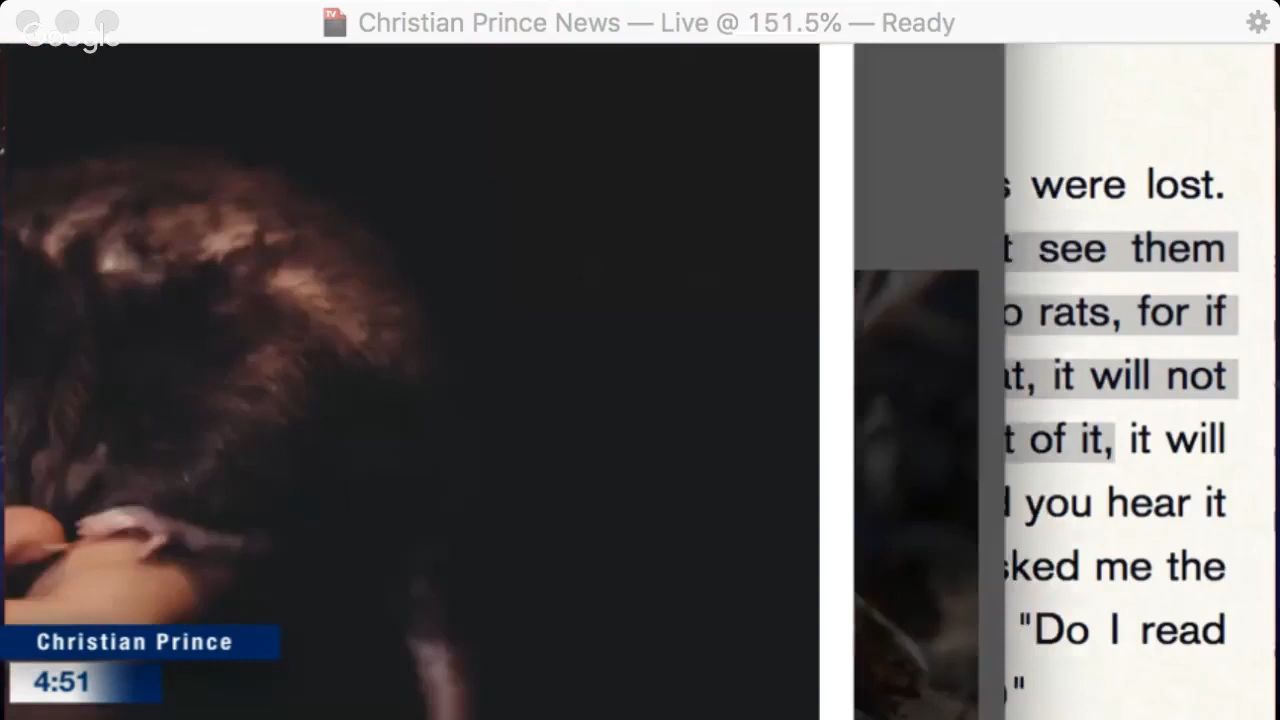 Christian Prince News — Live @ 151.5% — Ready
Google
were lost.
see them
rats, for if
it will not
of it, it will
you hear it
me the
"Do I read
"
Christian Prince
4:51